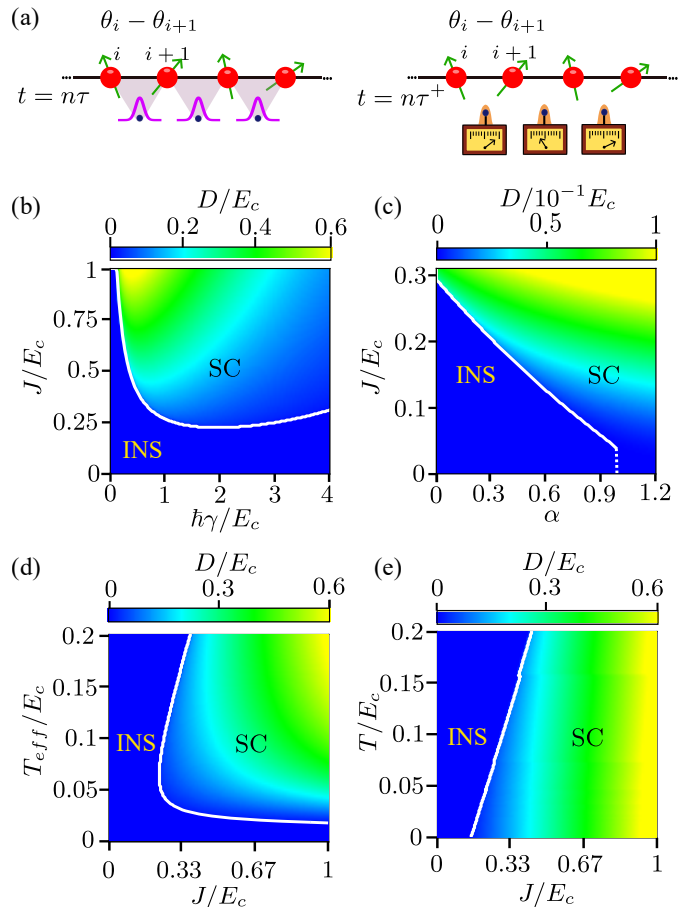 (a)
θ_i − θ_{i+1}
θ_i − θ_{i+1}
i
i + 1
i
i + 1
t = nτ
t = nτ⁺
(b)
D/E_c
(c)
D/10⁻¹E_c
0 0.2 0.4 0.6
0 0.5 1
J/E_c
1
0.75
0.5
0.25
0
SC
INS
0 1 2 3 4
ħγ/E_c
J/E_c
0.3
0.2
0.1
0
INS
SC
0 0.3 0.6 0.9 1.2
α
(d)
D/E_c
(e)
D/E_c
0 0.3 0.6
0 0.3 0.6
T_{eff}/E_c
0.2
0.15
0.1
0.05
0
INS
SC
0 0.33 0.67 1
J/E_c
T/E_c
0.2
0.15
0.1
0.05
0
INS
SC
0 0.33 0.67 1
J/E_c